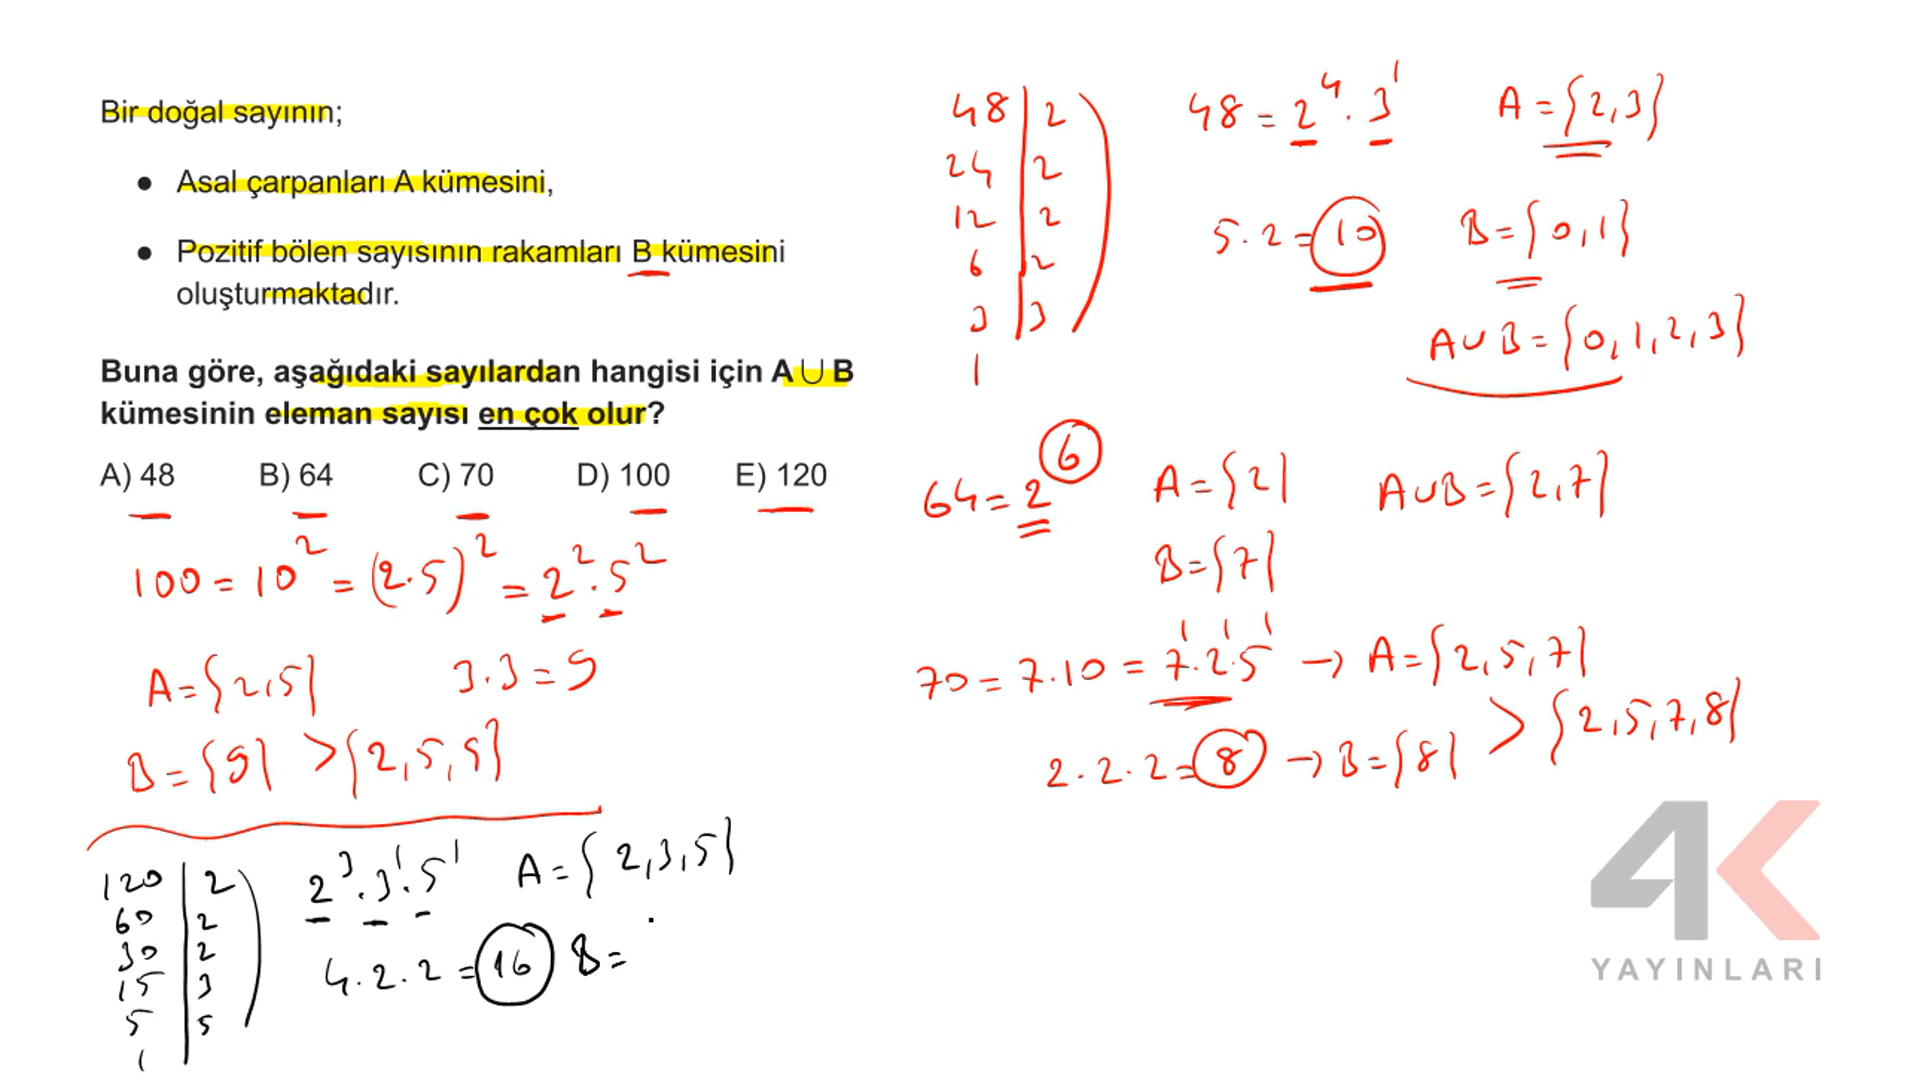 Bir doğal sayının;
● Asal çarpanları A kümesini,
● Pozitif bölen sayısının rakamları B kümesini
oluşturmaktadır.
Buna göre, aşağıdaki sayılardan hangisi için A ∪ B
kümesinin eleman sayısı en çok olur?
A) 48 B) 64 C) 70 D) 100 E) 120
100 = 10² = (2·5)² = 2²·5²
A = {2,5} 3·3 = 9
B = {9} > {2,5,9}
120 | 2
60 | 2
30 | 2
15 | 3
5 | 5
1
2³·3¹·5¹ A = {2,3,5}
4·2·2 = 16 B =
48 | 2
24 | 2
12 | 2
6 | 2
3 | 3
1
48 = 2⁴·3¹ A = {2,3}
5·2 = 10 B = {0,1}
A∪B = {0,1,2,3}
64 = 2⁶ A = {2} A∪B = {2,7}
B = {7}
70 = 7·10 = 7¹·2¹·5¹ → A = {2,5,7}
2·2·2 = 8 → B = {8} > {2,5,7,8}
4K
YAYINLARI